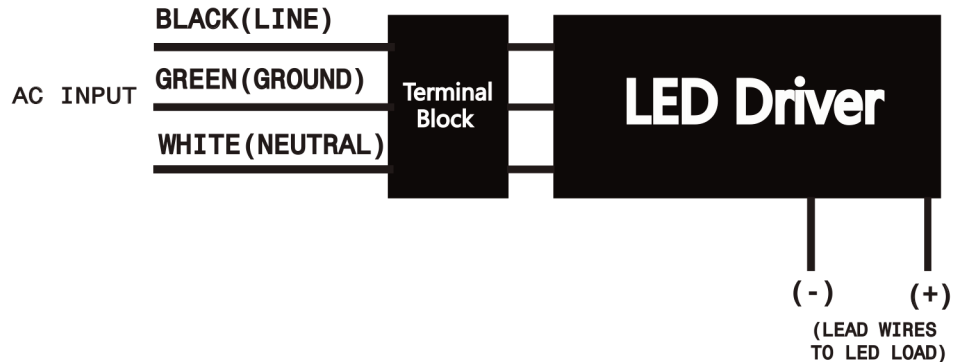 BLACK(LINE)
AC INPUT
GREEN(GROUND)
WHITE(NEUTRAL)
Terminal
Block
LED Driver
(-)
(+)
(LEAD WIRES
TO LED LOAD)